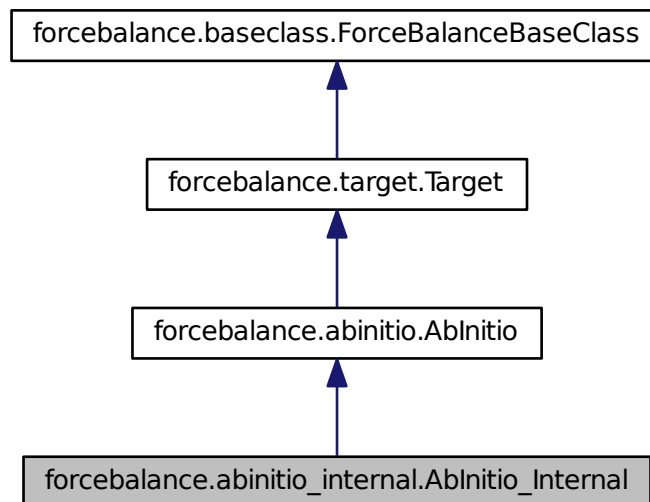 forcebalance.baseclass.ForceBalanceBaseClass
forcebalance.target.Target
forcebalance.abinitio.AbInitio
forcebalance.abinitio_internal.AbInitio_Internal